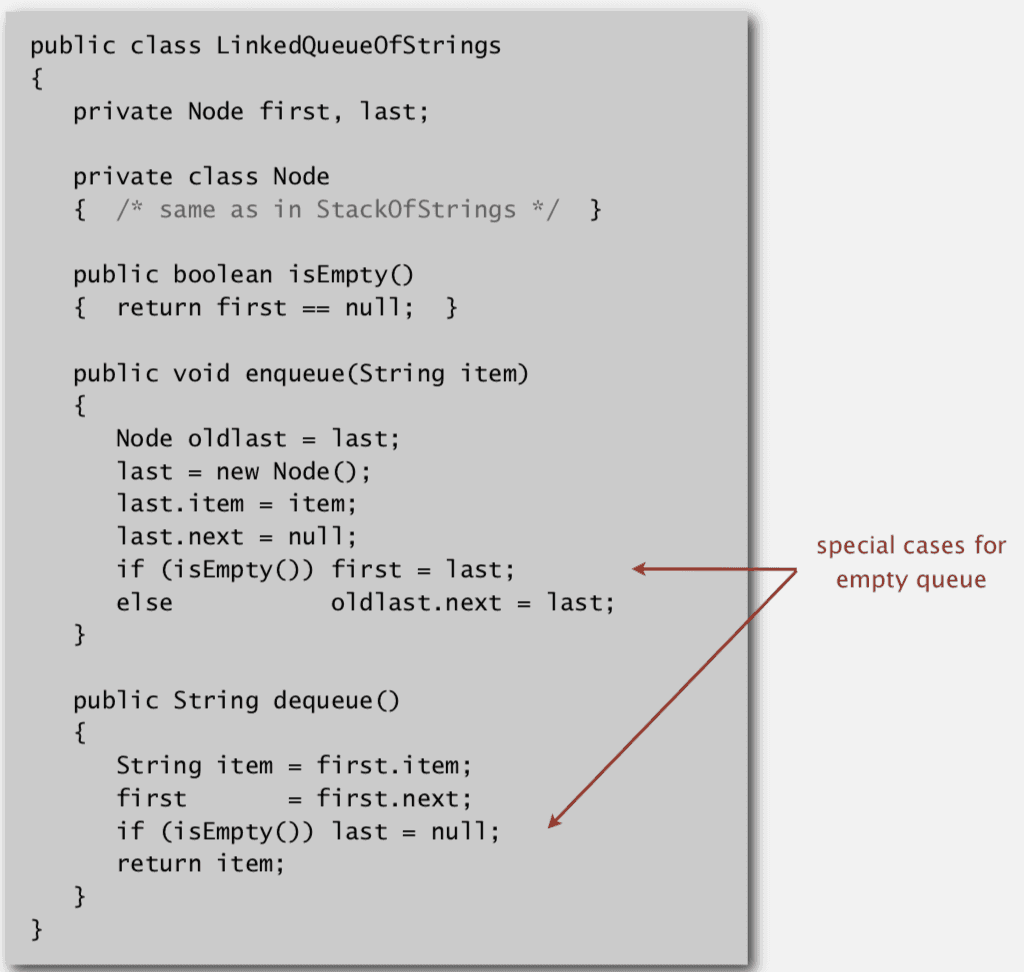 public class LinkedQueueOfStrings
{
   private Node first, last;

   private class Node
   {  /* same as in StackOfStrings */  }

   public boolean isEmpty()
   {  return first == null;  }

   public void enqueue(String item)
   {
      Node oldlast = last;
      last = new Node();
      last.item = item;
      last.next = null;
      if (isEmpty()) first = last;
      else           oldlast.next = last;
   }

   public String dequeue()
   {
      String item = first.item;
      first       = first.next;
      if (isEmpty()) last = null;
      return item;
   }
}
special cases for
empty queue